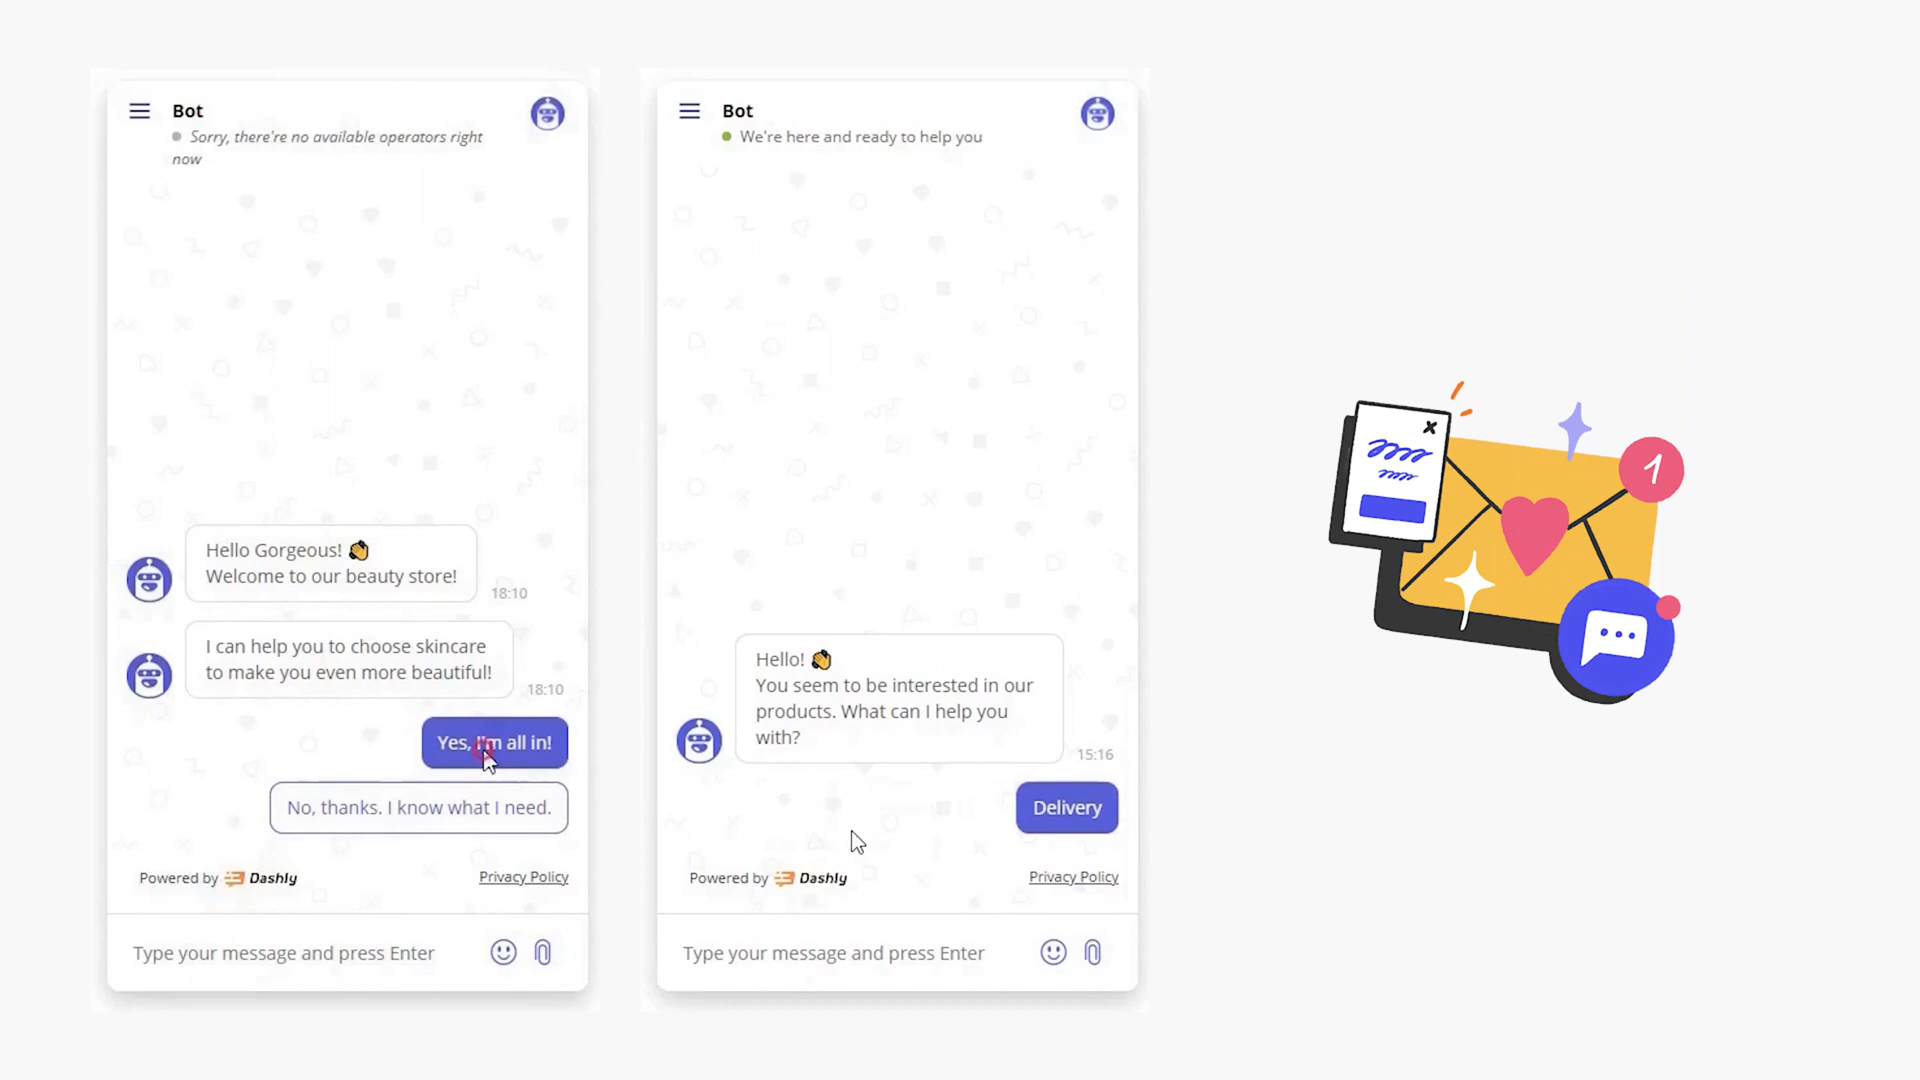 Bot
Sorry, there're no available operators right
now
Hello Gorgeous! 👏
Welcome to our beauty store!
18:10
I can help you to choose skincare
to make you even more beautiful!
18:10
Yes, I'm all in!
No, thanks. I know what I need.
Powered by Dashly
Privacy Policy
Type your message and press Enter
Bot
We're here and ready to help you
Hello! 👏
You seem to be interested in our
products. What can I help you
with?
15:16
Delivery
Powered by Dashly
Privacy Policy
Type your message and press Enter
1